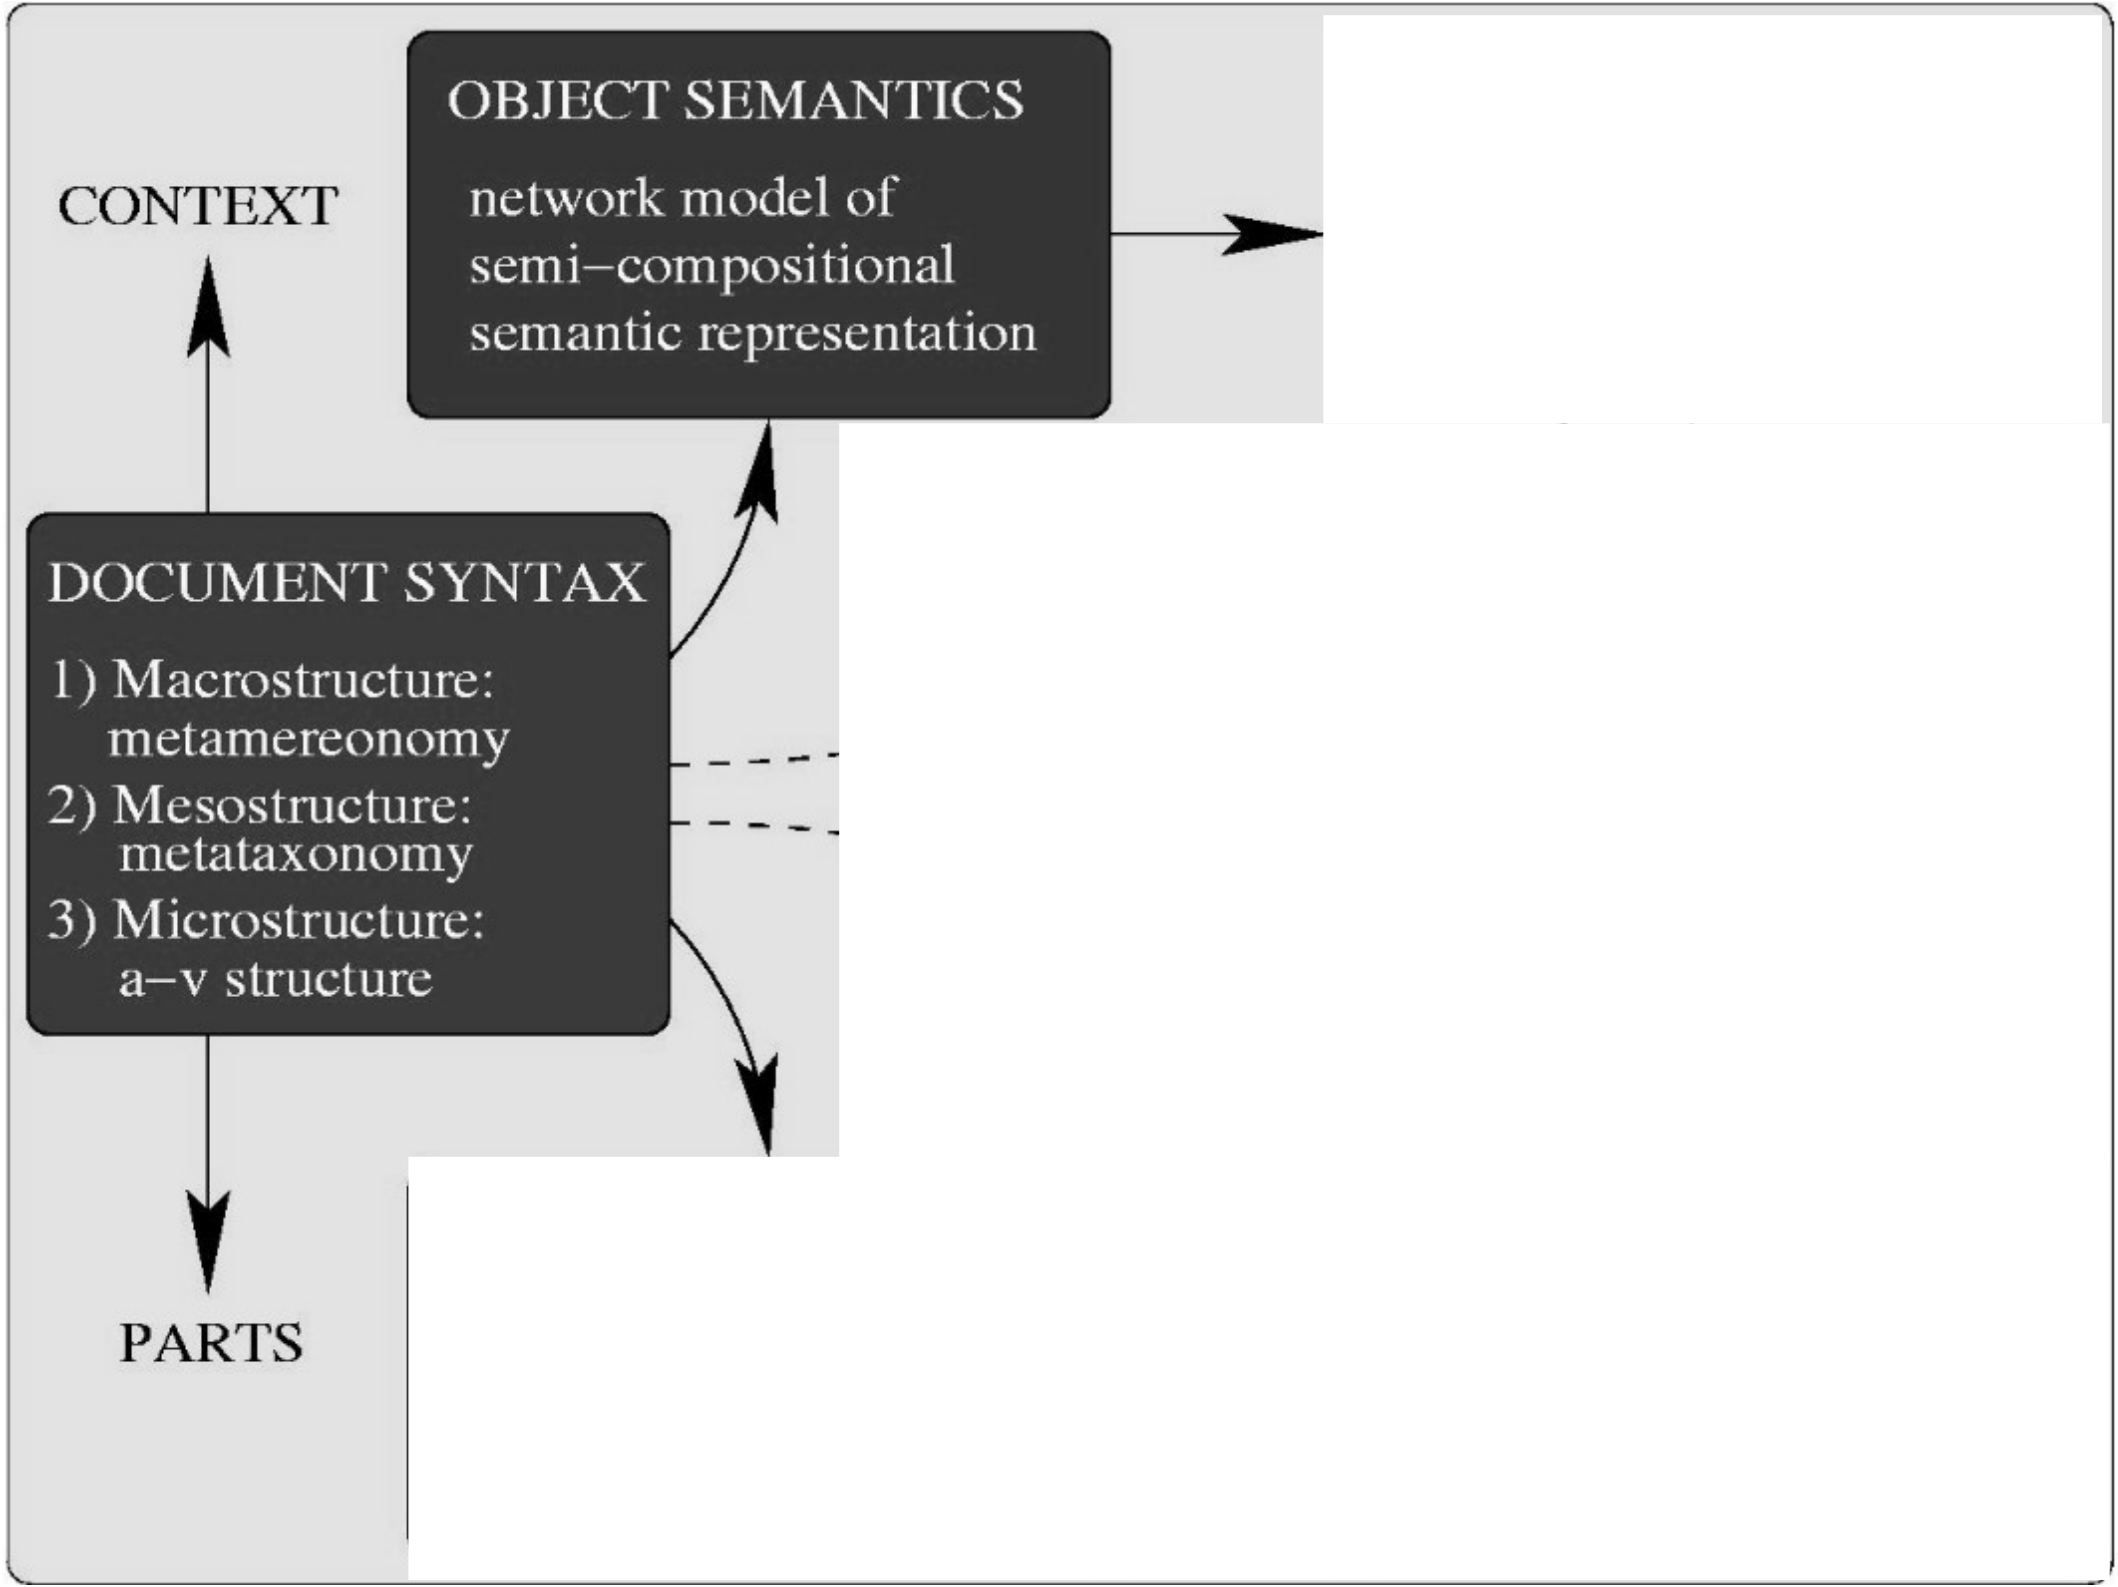 OBJECT SEMANTICS
network model of
semi–compositional
semantic representation
CONTEXT
DOCUMENT SYNTAX
1) Macrostructure:
metamereonomy
2) Mesostructure:
metataxonomy
3) Microstructure:
a–v structure
PARTS